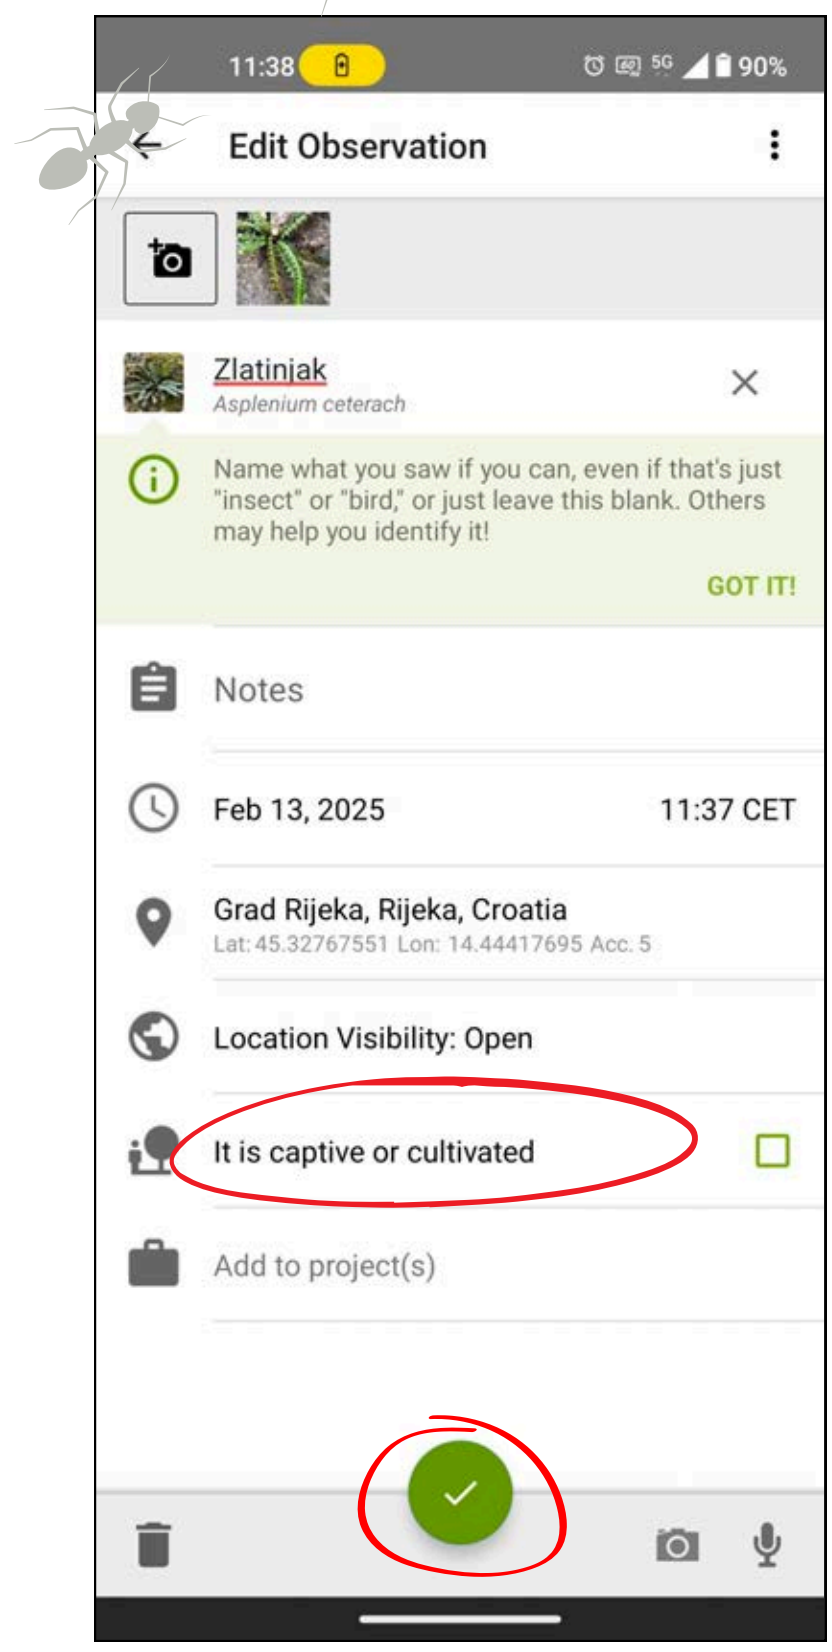 11:38 5G 90%
Edit Observation
Zlatinjak
Asplenium ceterach
Name what you saw if you can, even if that's just
"insect" or "bird," or just leave this blank. Others
may help you identify it!
GOT IT!
Notes
Feb 13, 2025 11:37 CET
Grad Rijeka, Rijeka, Croatia
Lat: 45.32767551 Lon: 14.44417695 Acc. 5
Location Visibility: Open
It is captive or cultivated
Add to project(s)